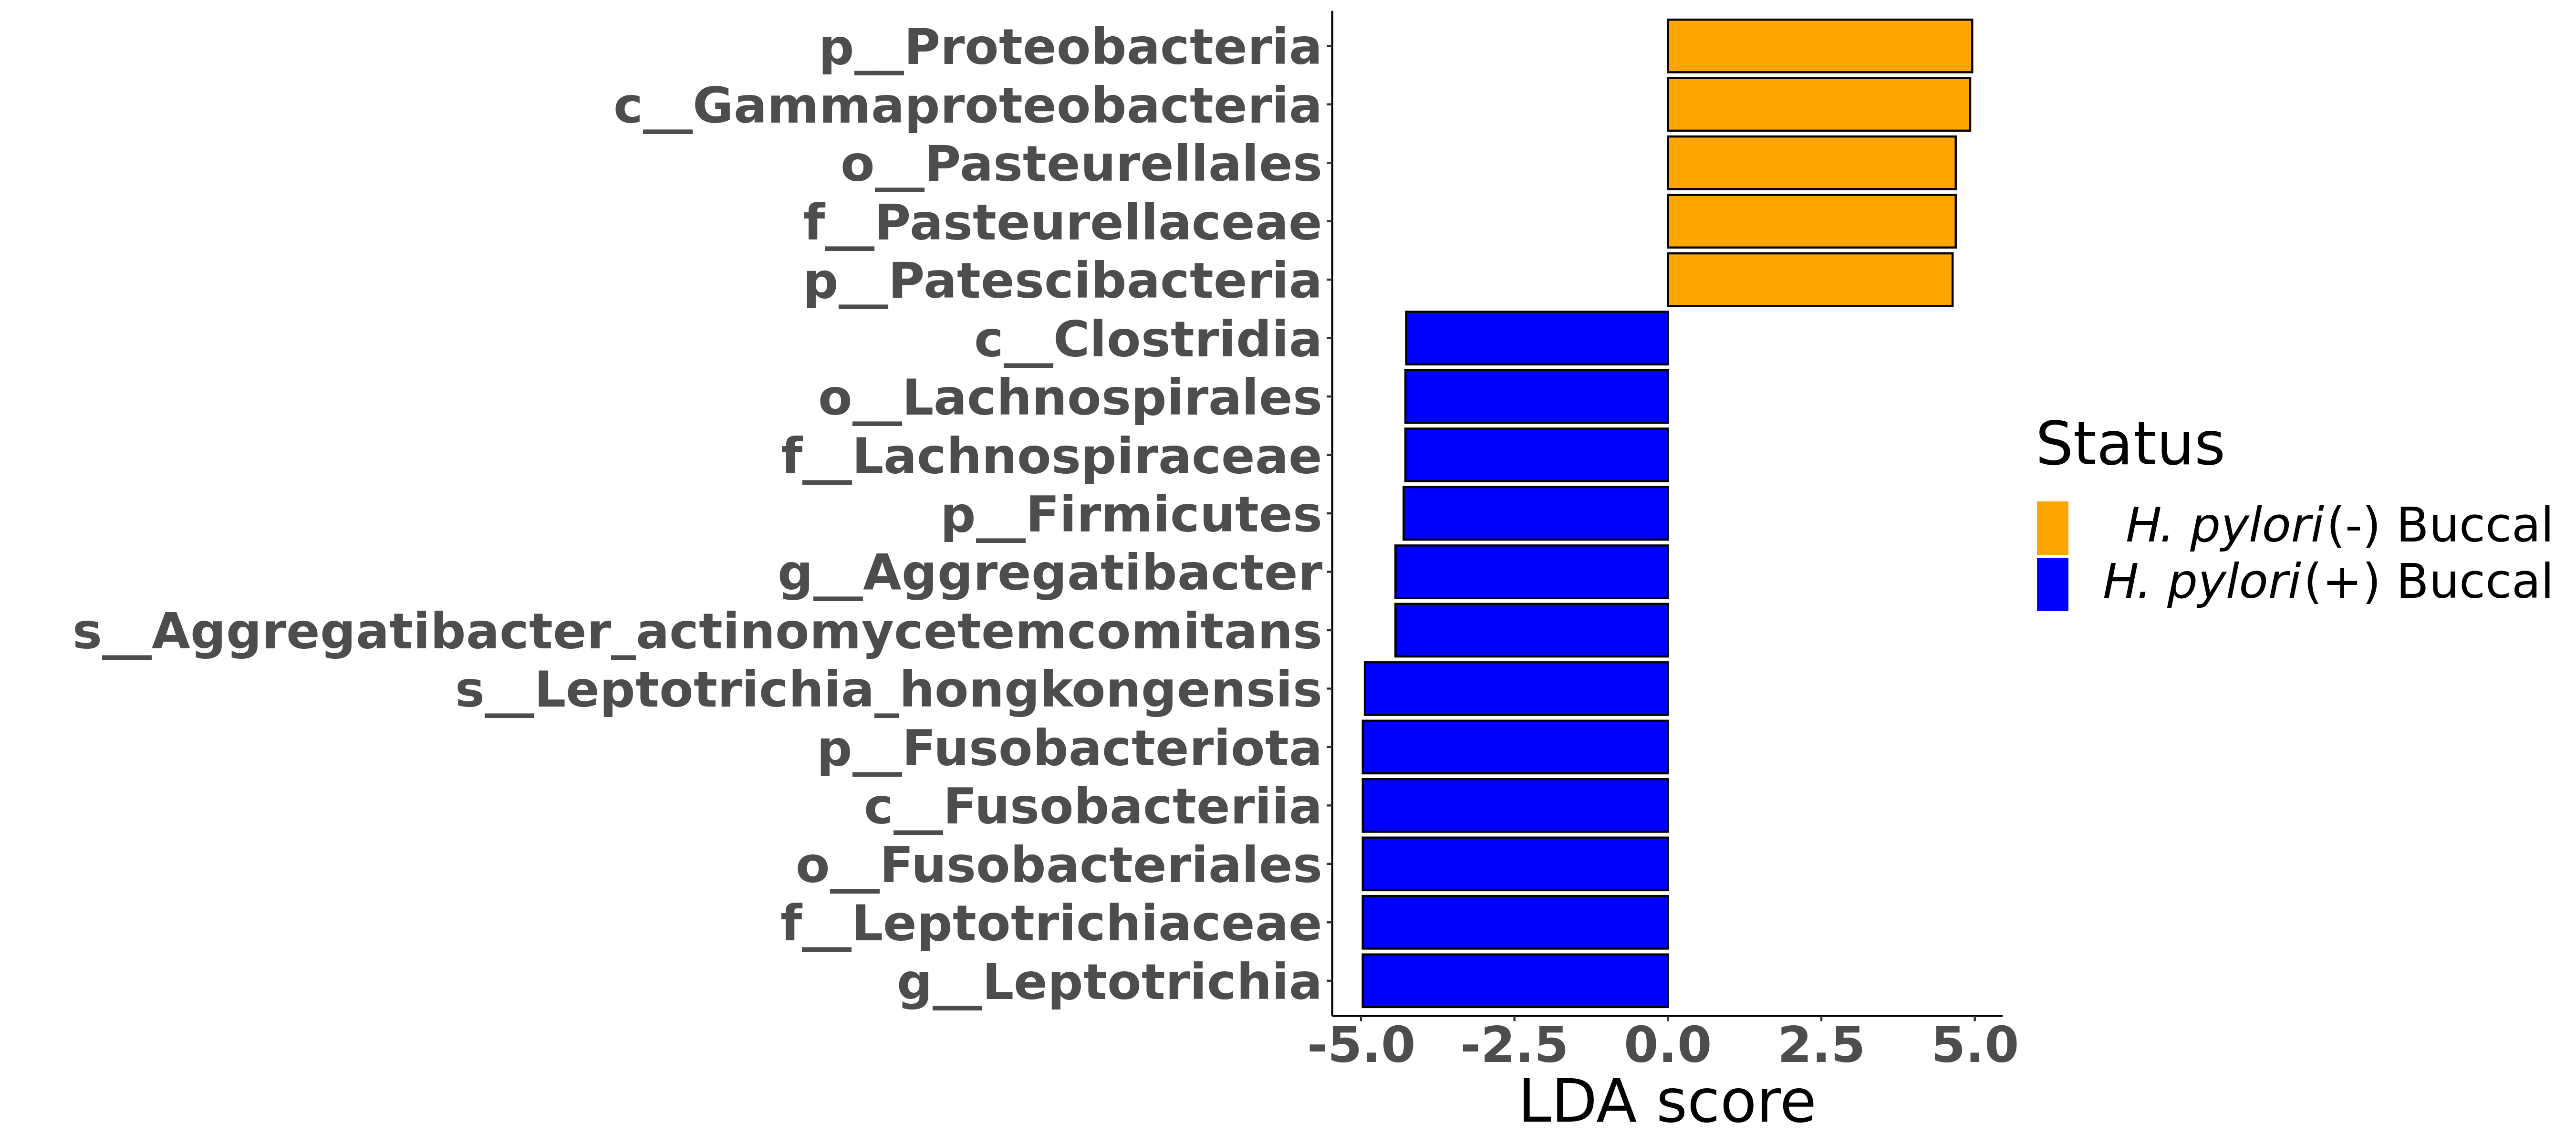 p__Proteobacteria
c__Gammaproteobacteria
o__Pasteurellales
f__Pasteurellaceae
p__Patescibacteria
c__Clostridia
o__Lachnospirales
f__Lachnospiraceae
p__Firmicutes
g__Aggregatibacter
s__Aggregatibacter_actinomycetemcomitans
s__Leptotrichia_hongkongensis
p__Fusobacteriota
c__Fusobacteriia
o__Fusobacteriales
f__Leptotrichiaceae
g__Leptotrichia
-5.0 -2.5 0.0 2.5 5.0
LDA score
Status
H. pylori(-) Buccal
H. pylori(+) Buccal